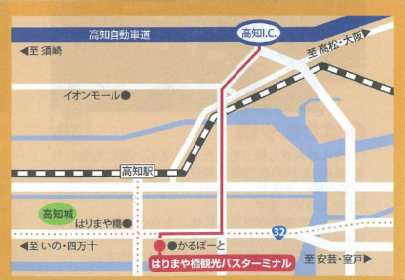 高知自動車道
高知I.C.
◀至 須崎
至 高松・大阪▶
イオンモール●
高知駅
高知城
はりまや橋●
32
◀至 いの・四万十
●かるぽーと
はりまや橋観光バスターミナル
至 安芸・室戸▶